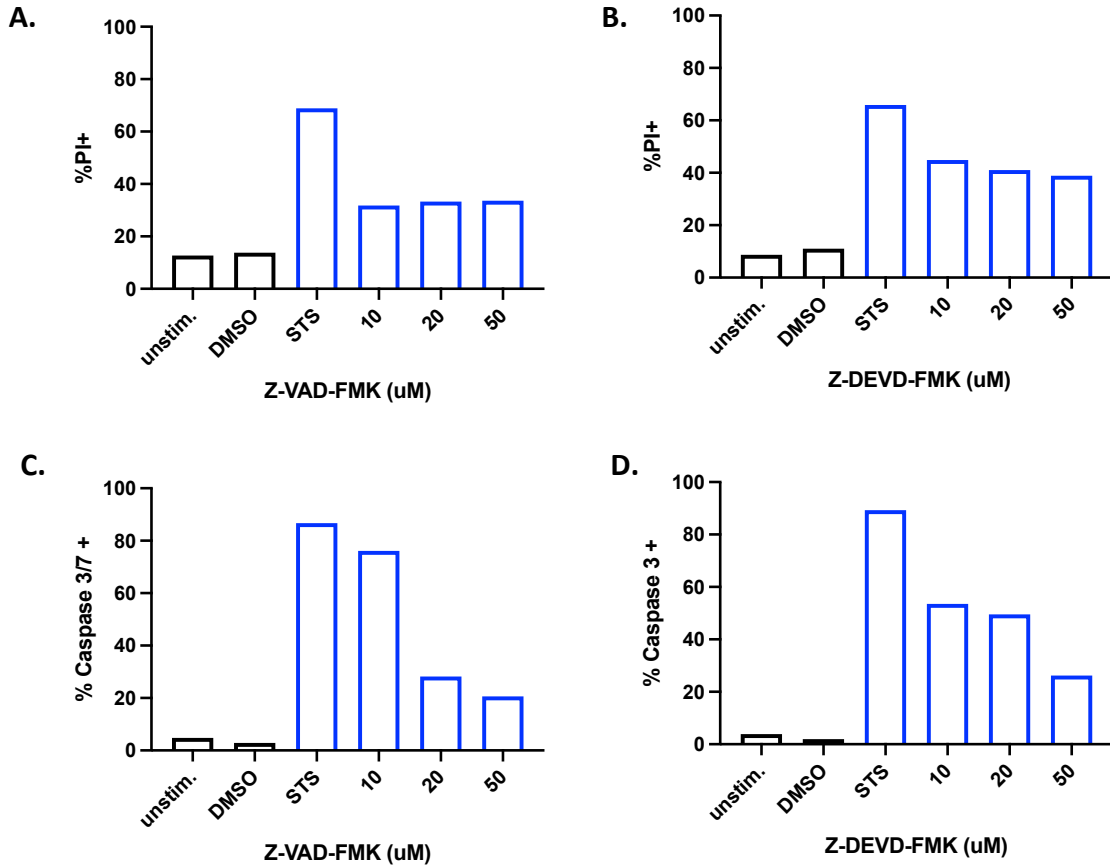 A.
100
80
60
40
20
0
%PI+
unstim.
DMSO
STS
10
20
50
Z-VAD-FMK (uM)
B.
100
80
60
40
20
0
%PI+
unstim.
DMSO
STS
10
20
50
Z-DEVD-FMK (uM)
C.
100
80
60
40
20
0
% Caspase 3/7 +
unstim.
DMSO
STS
10
20
50
Z-VAD-FMK (uM)
D.
100
80
60
40
20
0
% Caspase 3 +
unstim.
DMSO
STS
10
20
50
Z-DEVD-FMK (uM)